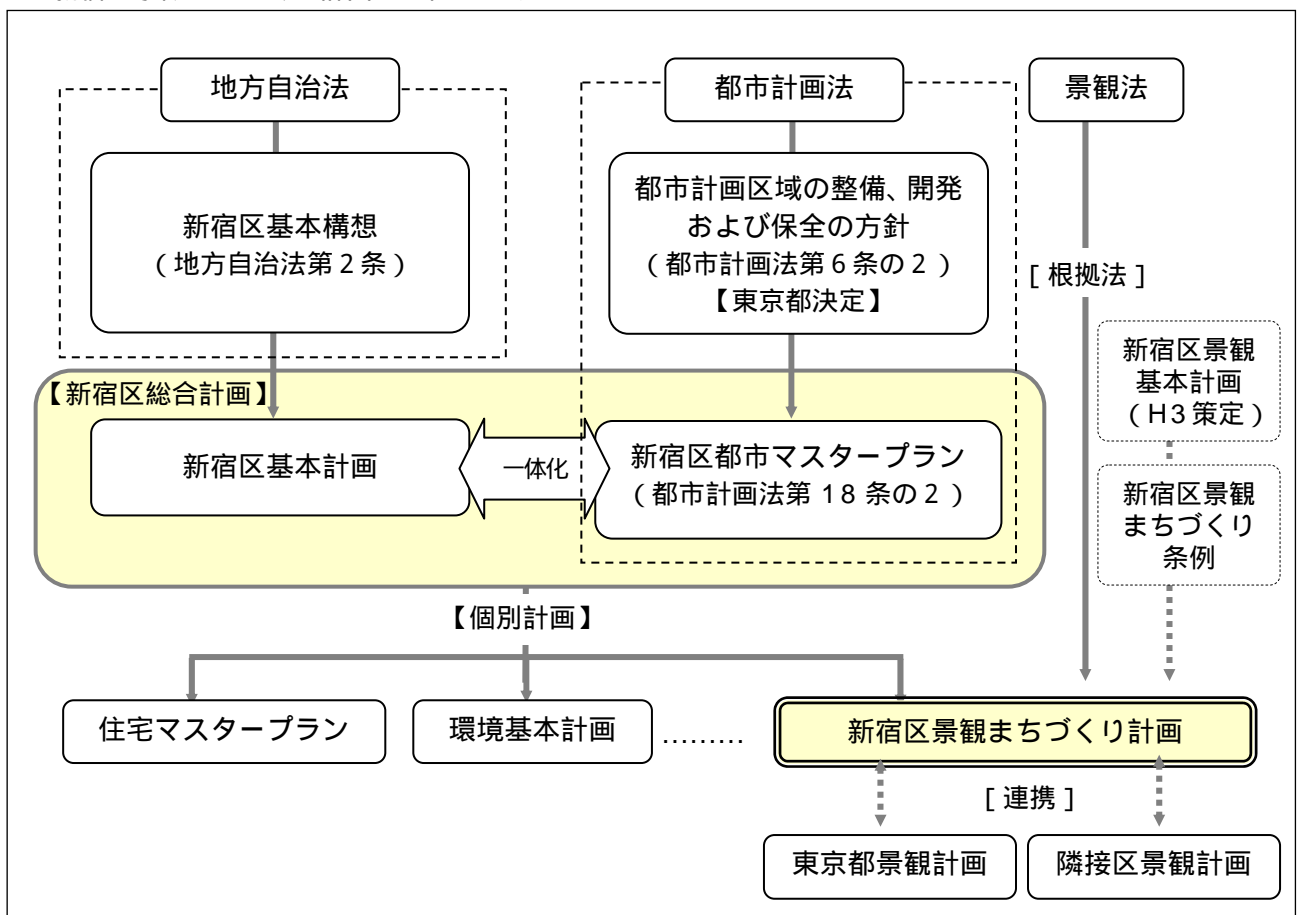 地方自治法
都市計画法
景観法
新宿区基本構想
（地方自治法第２条）
都市計画区域の整備、開発
および保全の方針
（都市計画法第６条の２）
【東京都決定】
［根拠法］
新宿区景観
基本計画
（H3策定）
【新宿区総合計画】
新宿区基本計画
一体化
新宿区都市マスタープラン
（都市計画法第 18 条の２）
新宿区景観
まちづくり
条例
【個別計画】
住宅マスタープラン
環境基本計画
………
新宿区景観まちづくり計画
［連携］
東京都景観計画
隣接区景観計画